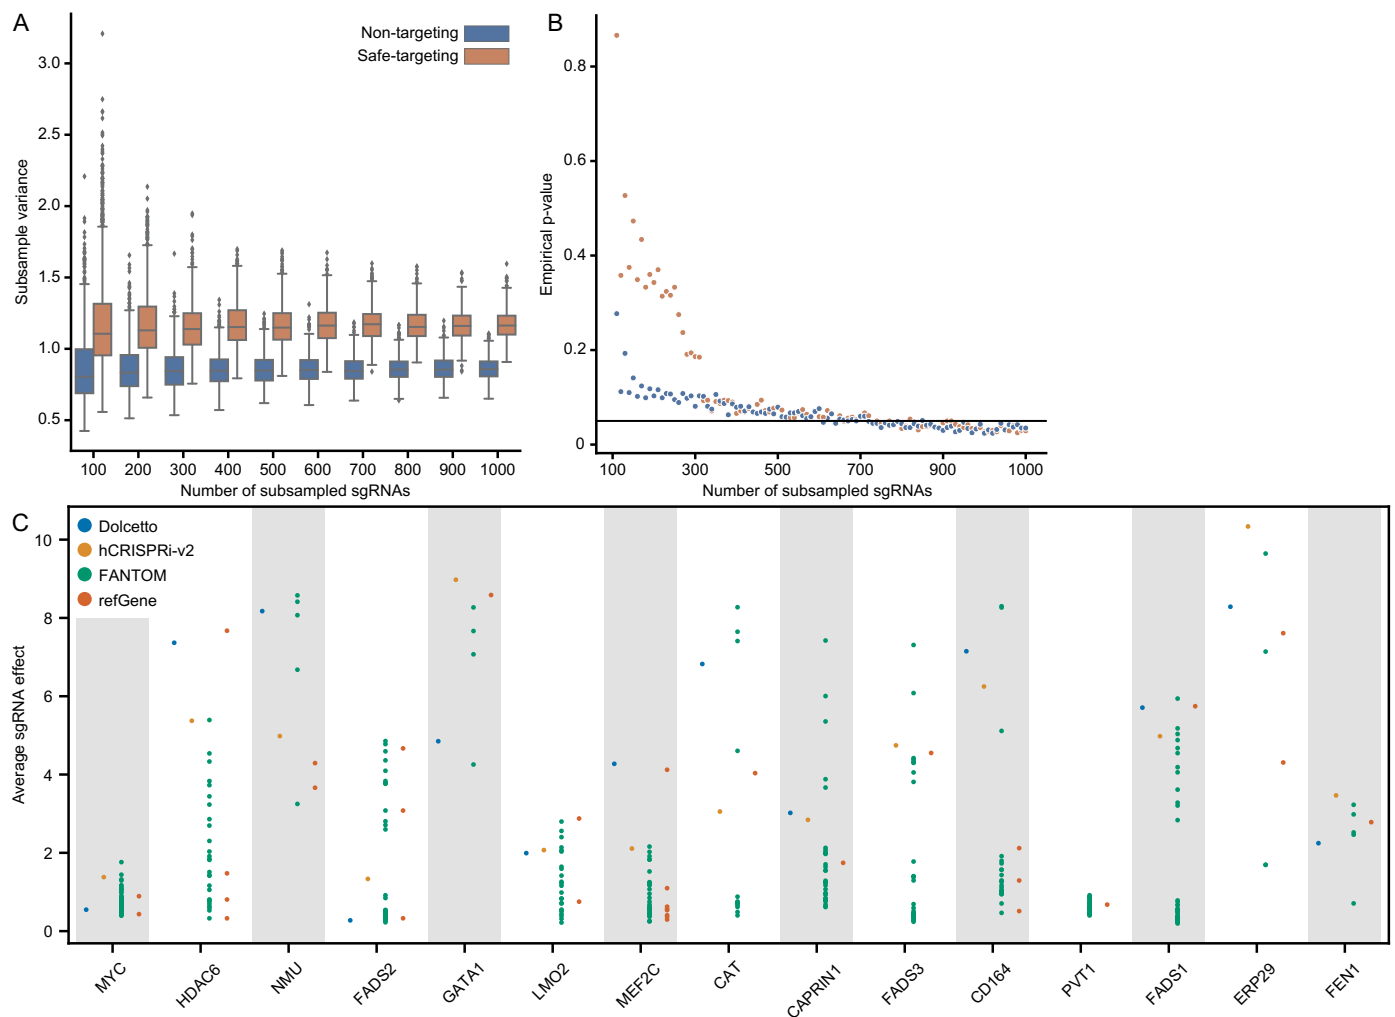 A
Non-targeting
Safe-targeting
3.0
2.5
2.0
1.5
1.0
0.5
Subsample variance
100 200 300 400 500 600 700 800 900 1000
Number of subsampled sgRNAs
B
0.8
0.6
0.4
0.2
0
Empirical p-value
100 300 500 700 900 1000
Number of subsampled sgRNAs
C
Dolcetto
hCRISPRi-v2
FANTOM
refGene
10
8
6
4
2
0
Average sgRNA effect
MYC HDAC6 NMU FADS2 GATA1 LMO2 MEF2C CAT CAPRIN1 FADS3 CD164 PVT1 FADS1 ERP29 FEN1